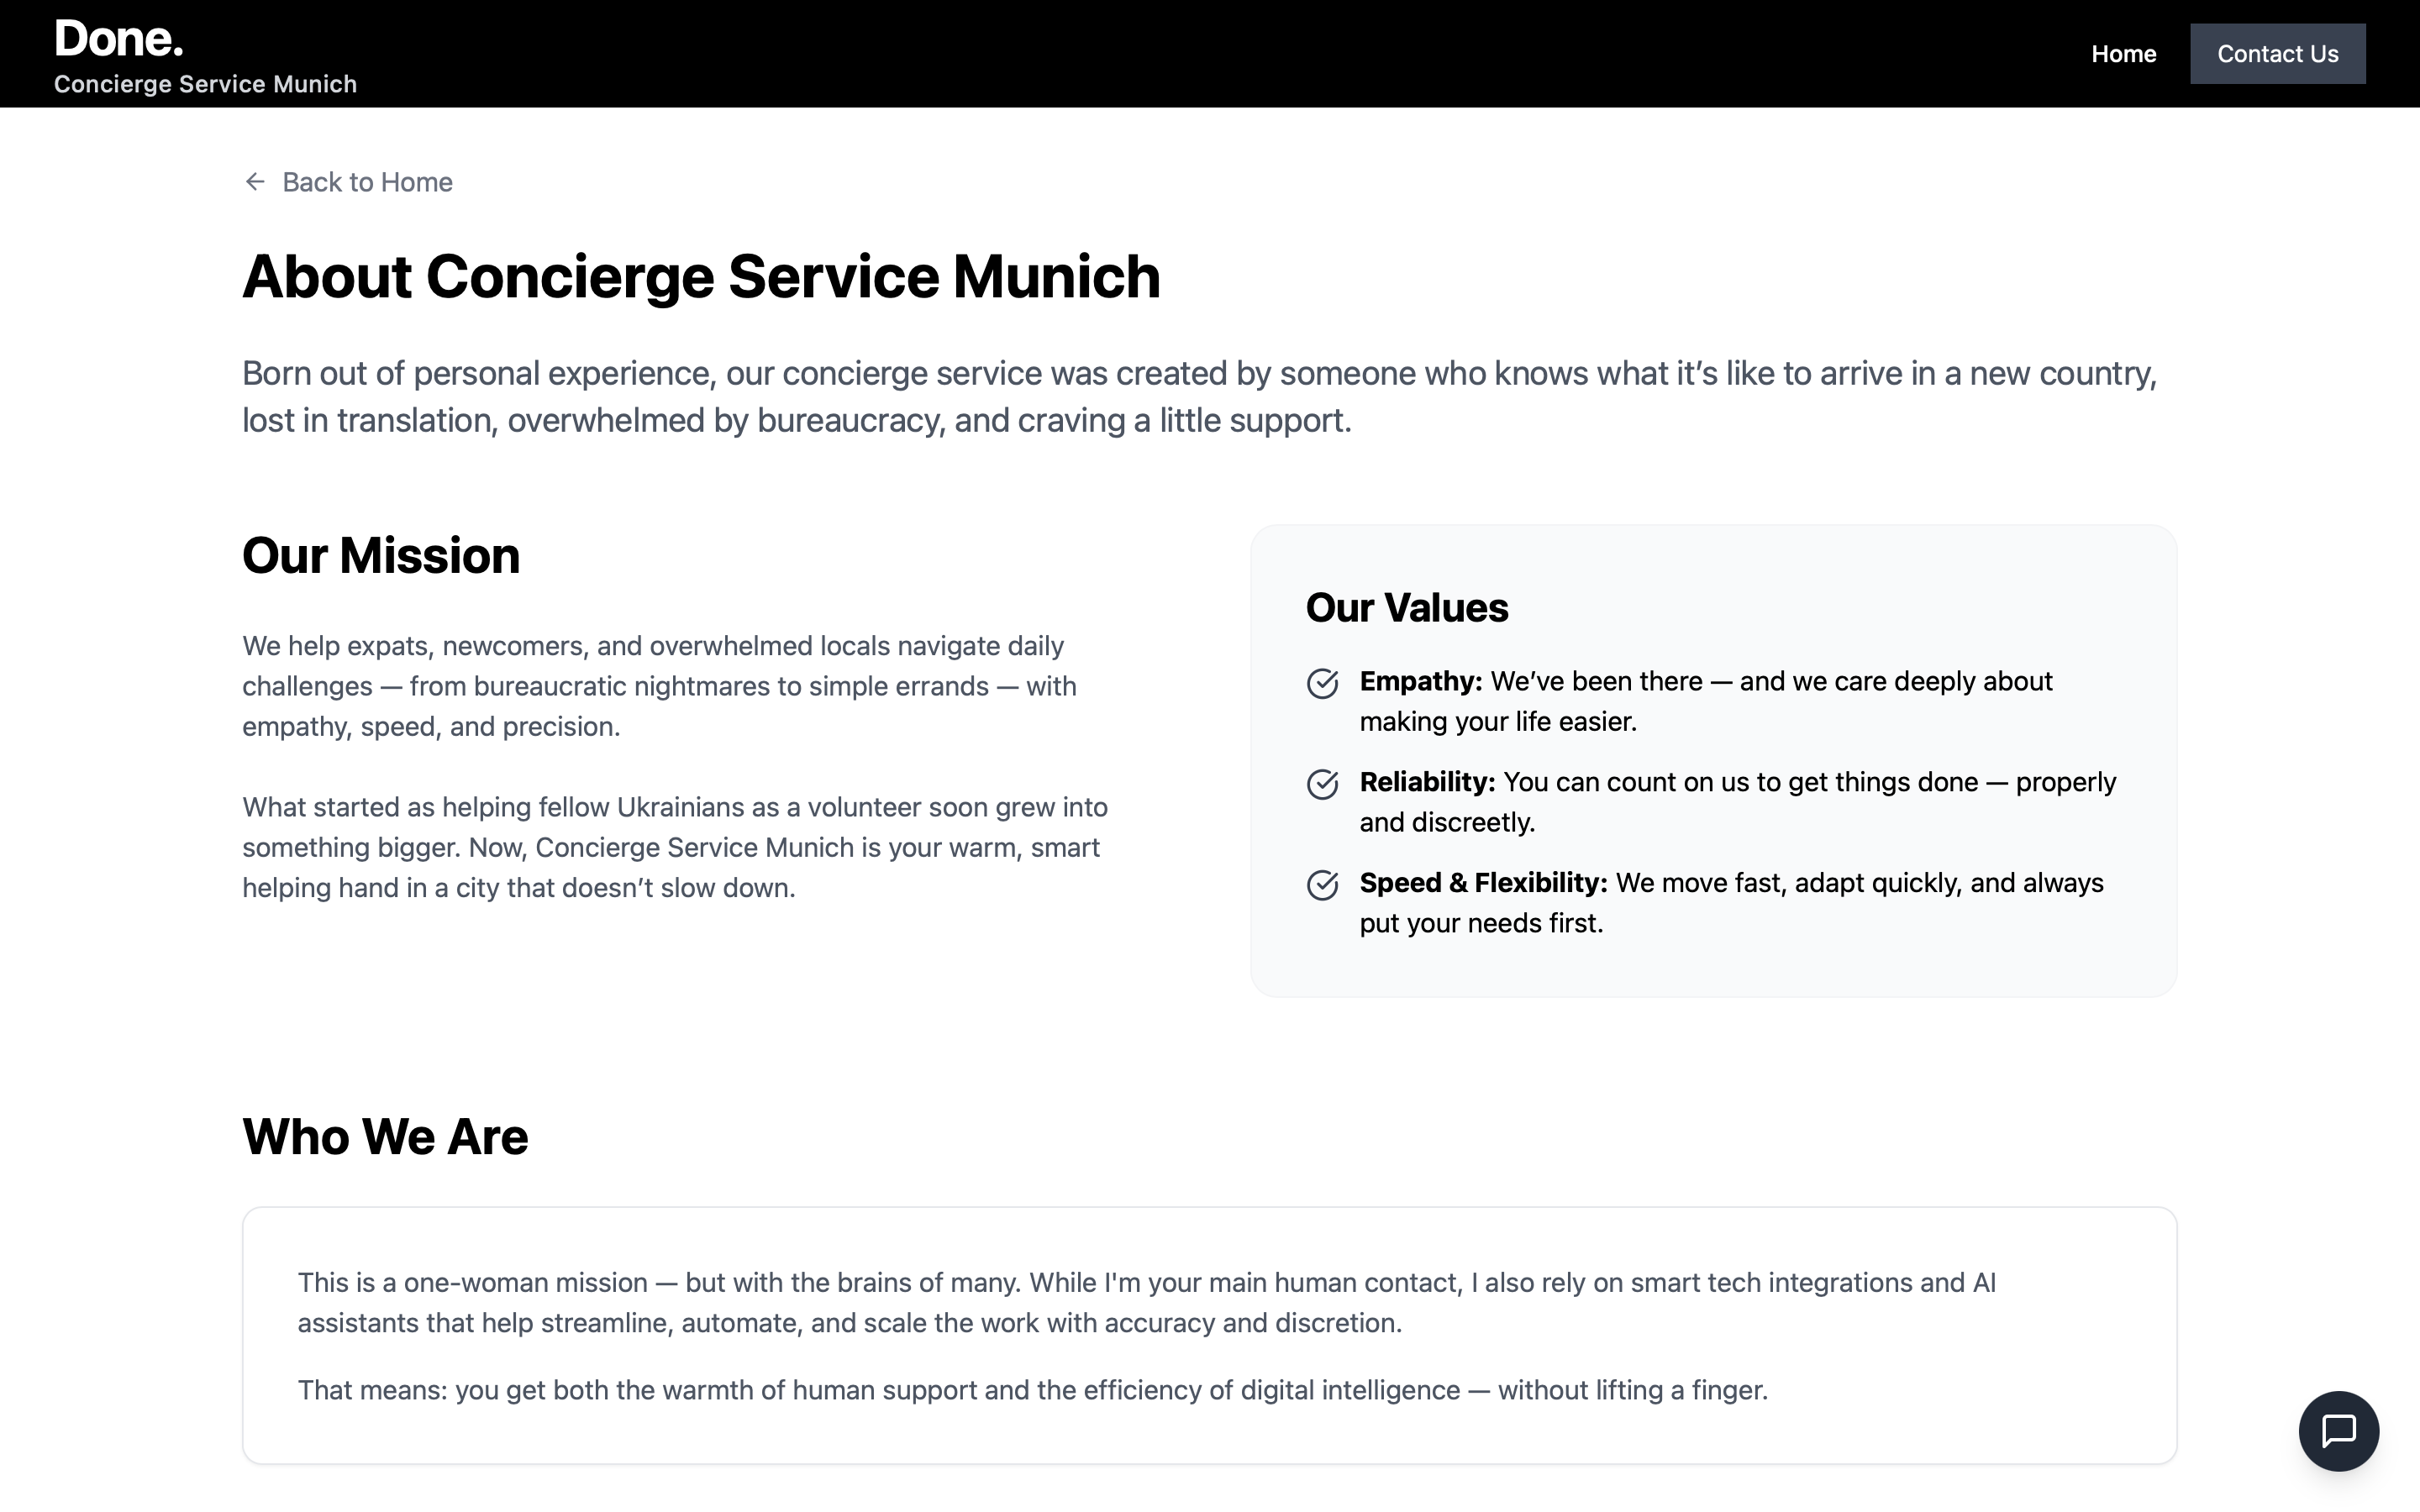 Done.
Concierge Service Munich
Home
Contact Us
Back to Home
About Concierge Service Munich
Born out of personal experience, our concierge service was created by someone who knows what it’s like to arrive in a new country,
lost in translation, overwhelmed by bureaucracy, and craving a little support.
Our Mission
We help expats, newcomers, and overwhelmed locals navigate daily
challenges — from bureaucratic nightmares to simple errands — with
empathy, speed, and precision.
What started as helping fellow Ukrainians as a volunteer soon grew into
something bigger. Now, Concierge Service Munich is your warm, smart
helping hand in a city that doesn’t slow down.
Our Values
Empathy: We’ve been there — and we care deeply about
making your life easier.
Reliability: You can count on us to get things done — properly
and discreetly.
Speed & Flexibility: We move fast, adapt quickly, and always
put your needs first.
Who We Are
This is a one-woman mission — but with the brains of many. While I'm your main human contact, I also rely on smart tech integrations and AI
assistants that help streamline, automate, and scale the work with accuracy and discretion.
That means: you get both the warmth of human support and the efficiency of digital intelligence — without lifting a finger.